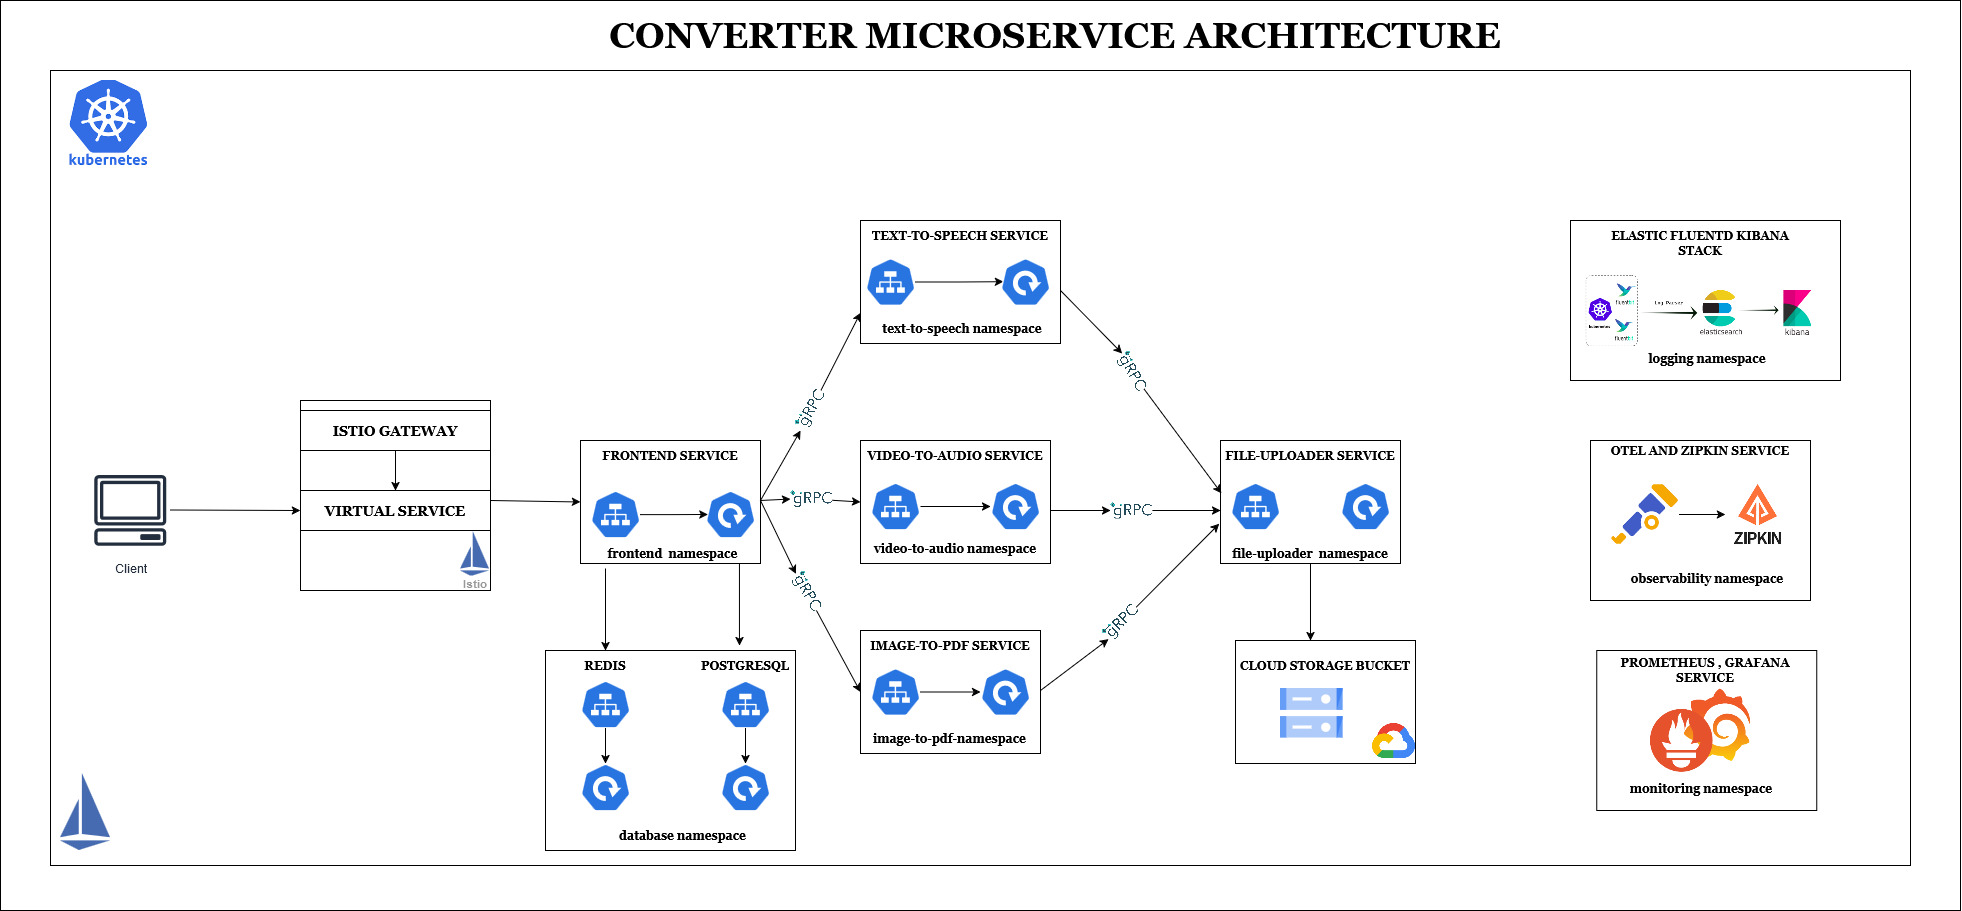 CONVERTER MICROSERVICE ARCHITECTURE
kubernetes
TEXT-TO-SPEECH SERVICE
text-to-speech namespace
ELASTIC FLUENTD KIBANA
STACK
fluentbit
kubernetes
fluentbit
Log Parser
elasticsearch
kibana
logging namespace
gRPC
gRPC
ISTIO GATEWAY
VIRTUAL SERVICE
Istio
Client
FRONTEND SERVICE
frontend namespace
gRPC
VIDEO-TO-AUDIO SERVICE
video-to-audio namespace
gRPC
FILE-UPLOADER SERVICE
file-uploader namespace
OTEL AND ZIPKIN SERVICE
ZIPKIN
observability namespace
gRPC
gRPC
IMAGE-TO-PDF SERVICE
image-to-pdf-namespace
REDIS
POSTGRESQL
database namespace
CLOUD STORAGE BUCKET
PROMETHEUS , GRAFANA
SERVICE
monitoring namespace